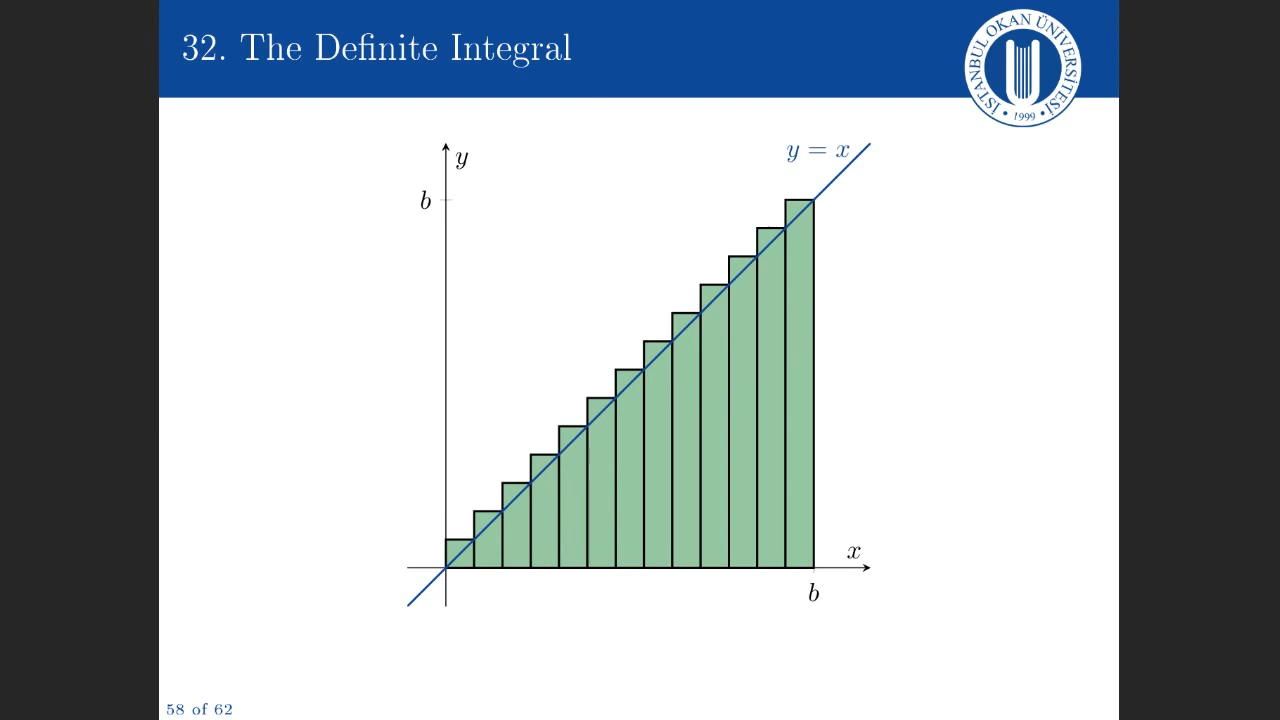 32. The Definite Integral
İSTANBUL OKAN ÜNİVERSİTESİ
• 1999 •
y = x
y
b
x
b
58 of 62